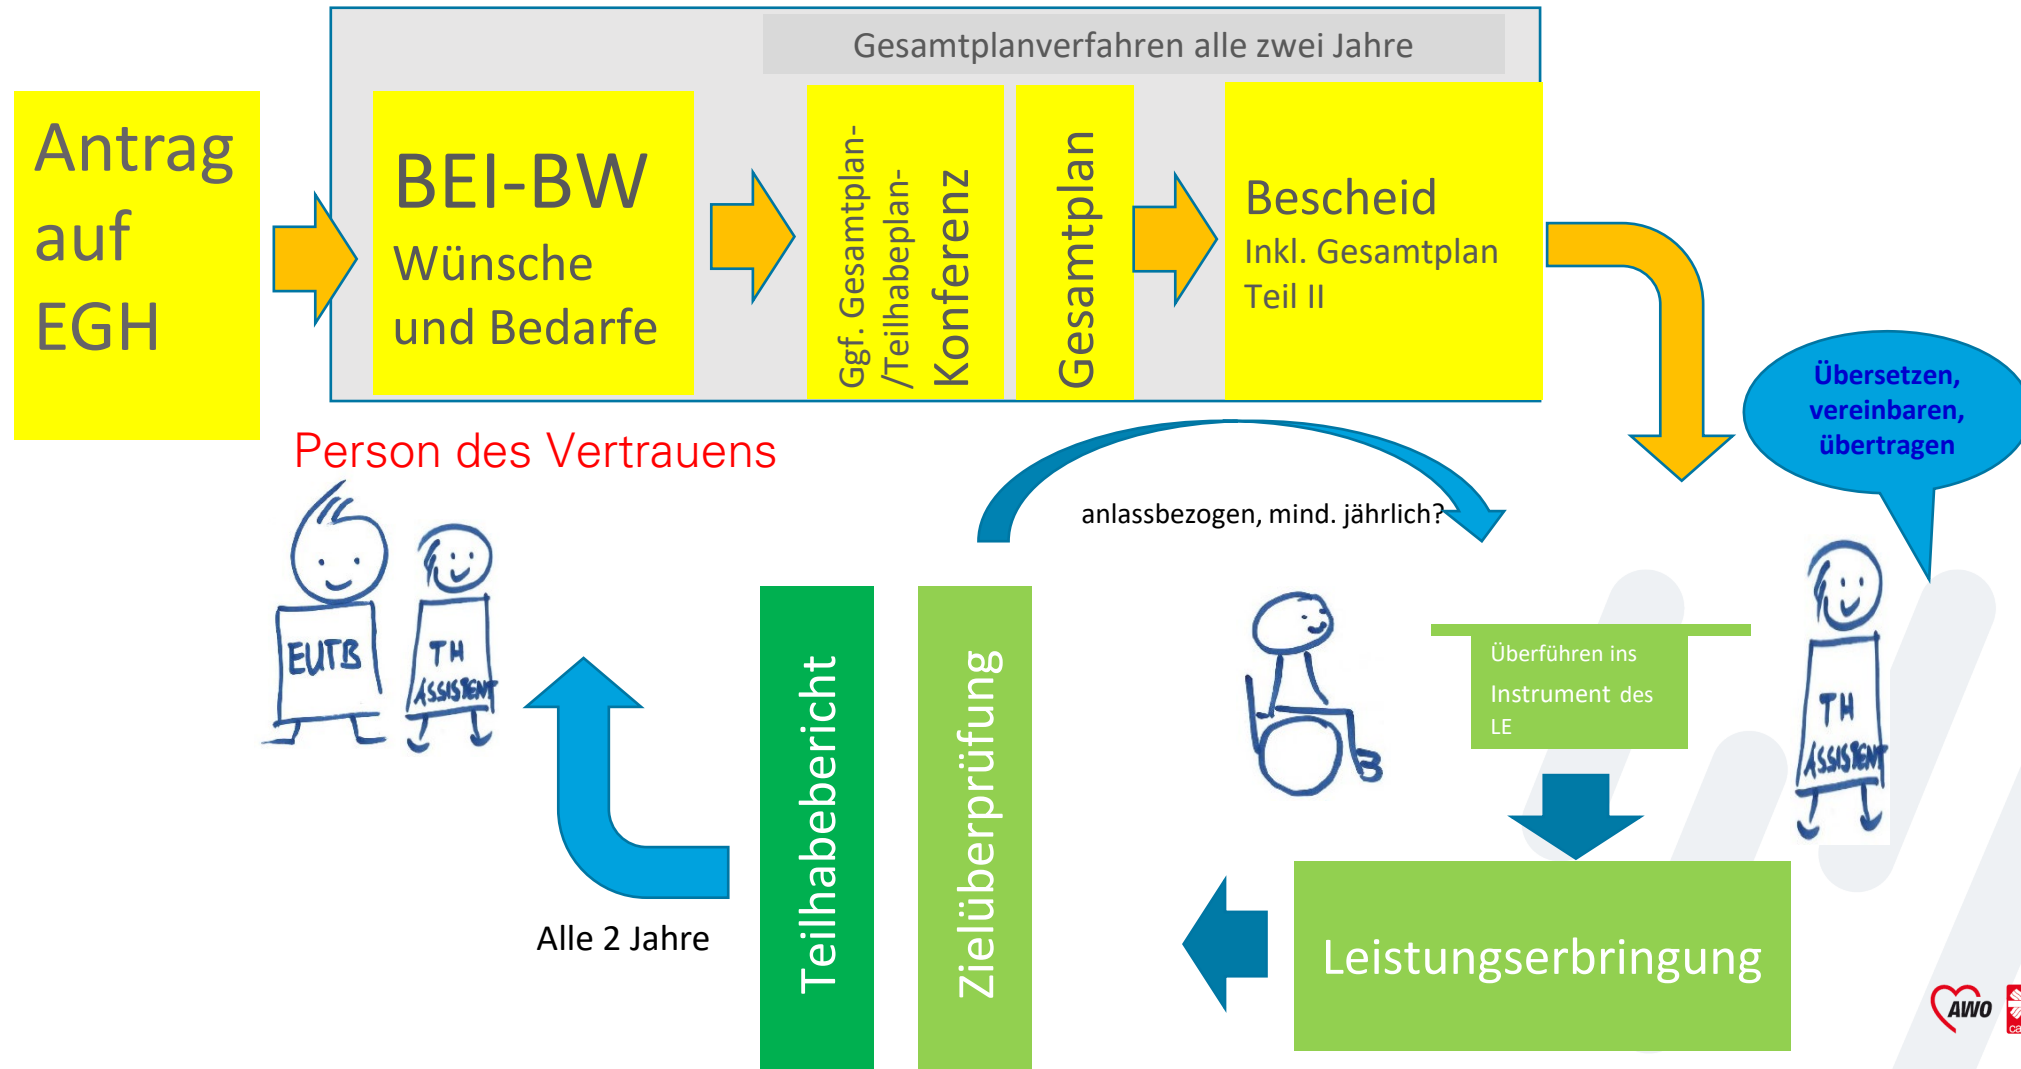 Gesamtplanverfahren alle zwei Jahre
Antrag
auf
EGH
BEI-BW
Wünsche
und Bedarfe
Ggf. Gesamtplan-
/Teilhabeplan-
Konferenz
Gesamtplan
Bescheid
Inkl. Gesamtplan
Teil II
Übersetzen,
vereinbaren,
übertragen
Person des Vertrauens
anlassbezogen, mind. jährlich?
EUTB
TH
ASSISTENT
Teilhabebericht
Zielüberprüfung
Überführen ins
Instrument des
LE
TH
ASSISTENT
Alle 2 Jahre
Leistungserbringung
AWO
ca